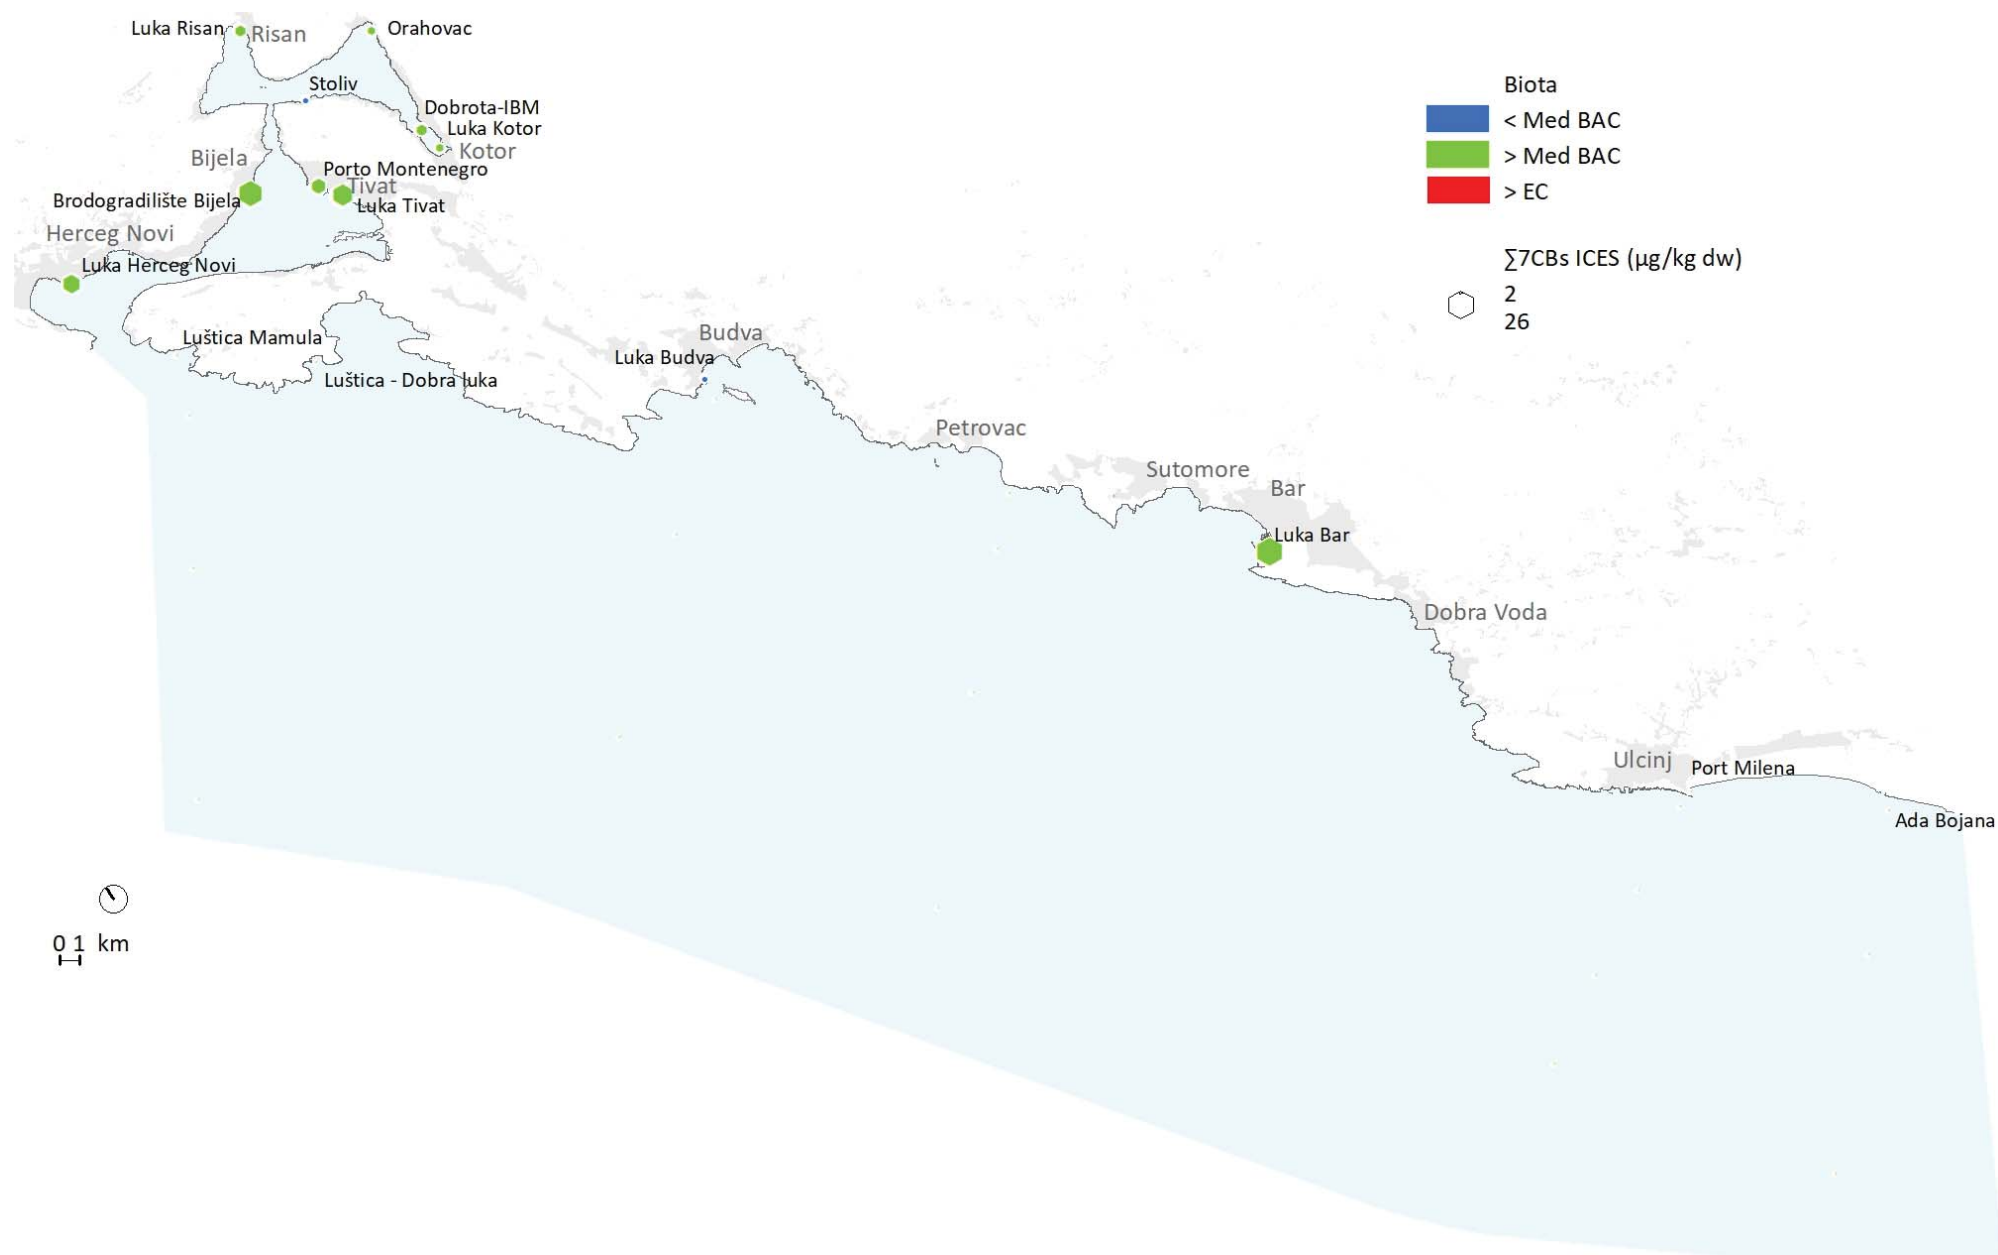 Luka Risan
Risan
Orahovac
Stoliv
Dobrota-IBM
Luka Kotor
Kotor
Bijela
Porto Montenegro
Tivat
Brodogradilište Bijela
Luka Tivat
Herceg Novi
Luka Herceg Novi
Luštica Mamula
Luštica - Dobra luka
Budva
Luka Budva
Petrovac
Sutomore
Bar
Luka Bar
Dobra Voda
Ulcinj
Port Milena
Ada Bojana
Biota
< Med BAC
> Med BAC
> EC
∑7CBs ICES (µg/kg dw)
2
26
0 1 km